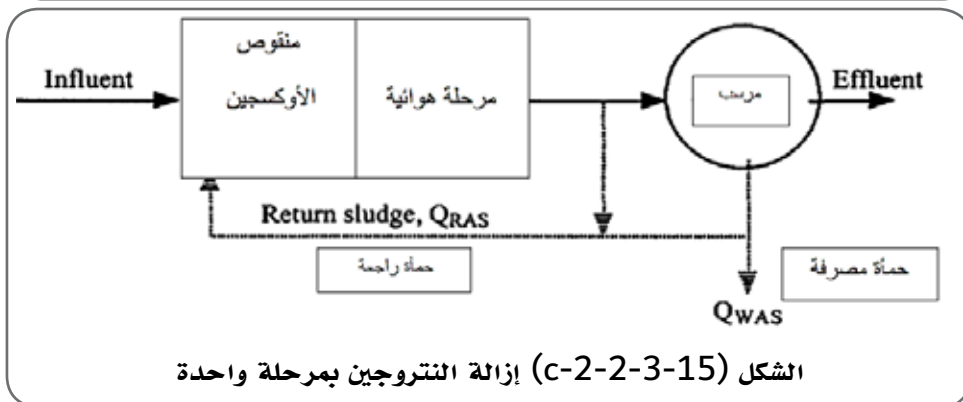 منقوص
الأوكسجين
مرحلة هوائية
مرسب
Influent
Effluent
Return sludge, QRAS
حمأة راجعة
حمأة مصرفة
QWAS
الشكل (15-3-2-2-c) إزالة النتروجين بمرحلة واحدة